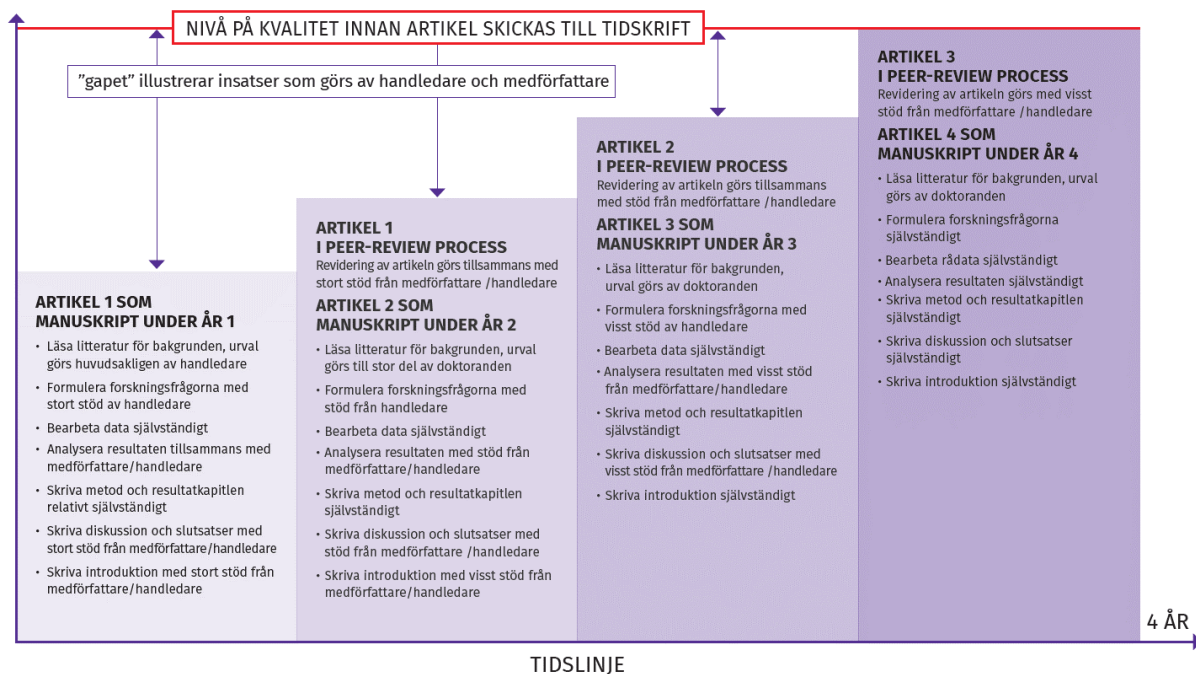 NIVÅ PÅ KVALITET INNAN ARTIKEL SKICKAS TILL TIDSKRIFT
”gapet” illustrerar insatser som görs av handledare och medförfattare
ARTIKEL 1 SOM
MANUSKRIPT UNDER ÅR 1
• Läsa litteratur för bakgrunden, urval
görs huvudsakligen av handledare
• Formulera forskningsfrågorna med
stort stöd av handledare
• Bearbeta data självständigt
• Analysera resultaten tillsammans med
medförfattare/handledare
• Skriva metod och resultatkapitlen
relativt självständigt
• Skriva diskussion och slutsatser med
stort stöd från medförfattare/handledare
• Skriva introduktion med stort stöd från
medförfattare/handledare
ARTIKEL 1
I PEER-REVIEW PROCESS
Revidering av artikeln görs tillsammans med
stort stöd från medförfattare /handledare
ARTIKEL 2 SOM
MANUSKRIPT UNDER ÅR 2
• Läsa litteratur för bakgrunden, urval
görs till stor del av doktoranden
• Formulera forskningsfrågorna med
stöd från handledare
• Bearbeta data självständigt
• Analysera resultaten med stöd från
medförfattare/handledare
• Skriva metod och resultatkapitlen
självständigt
• Skriva diskussion och slutsatser med
stöd från medförfattare /handledare
• Skriva introduktion med visst stöd från
medförfattare/handledare
ARTIKEL 2
I PEER-REVIEW PROCESS
Revidering av artikeln görs tillsammans
med stöd från medförfattare /handledare
ARTIKEL 3 SOM
MANUSKRIPT UNDER ÅR 3
• Läsa litteratur för bakgrunden,
urval görs av doktoranden
• Formulera forskningsfrågorna med
visst stöd av handledare
• Bearbeta data självständigt
• Analysera resultaten med visst stöd
från medförfattare/handledare
• Skriva metod och resultatkapitlen
självständigt
• Skriva diskussion och slutsatser med
visst stöd från medförfattare /handledare
• Skriva introduktion självständigt
ARTIKEL 3
I PEER-REVIEW PROCESS
Revidering av artikeln görs med visst
stöd från medförfattare /handledare
ARTIKEL 4 SOM
MANUSKRIPT UNDER ÅR 4
• Läsa litteratur för bakgrunden, urval
görs av doktoranden
• Formulera forskningsfrågorna
självständigt
• Bearbeta rådata självständigt
• Analysera resultaten självständigt
• Skriva metod och resultatkapitlen
självständigt
• Skriva diskussion och slutsatser
självständigt
• Skriva introduktion självständigt
4 ÅR
TIDSLINJE